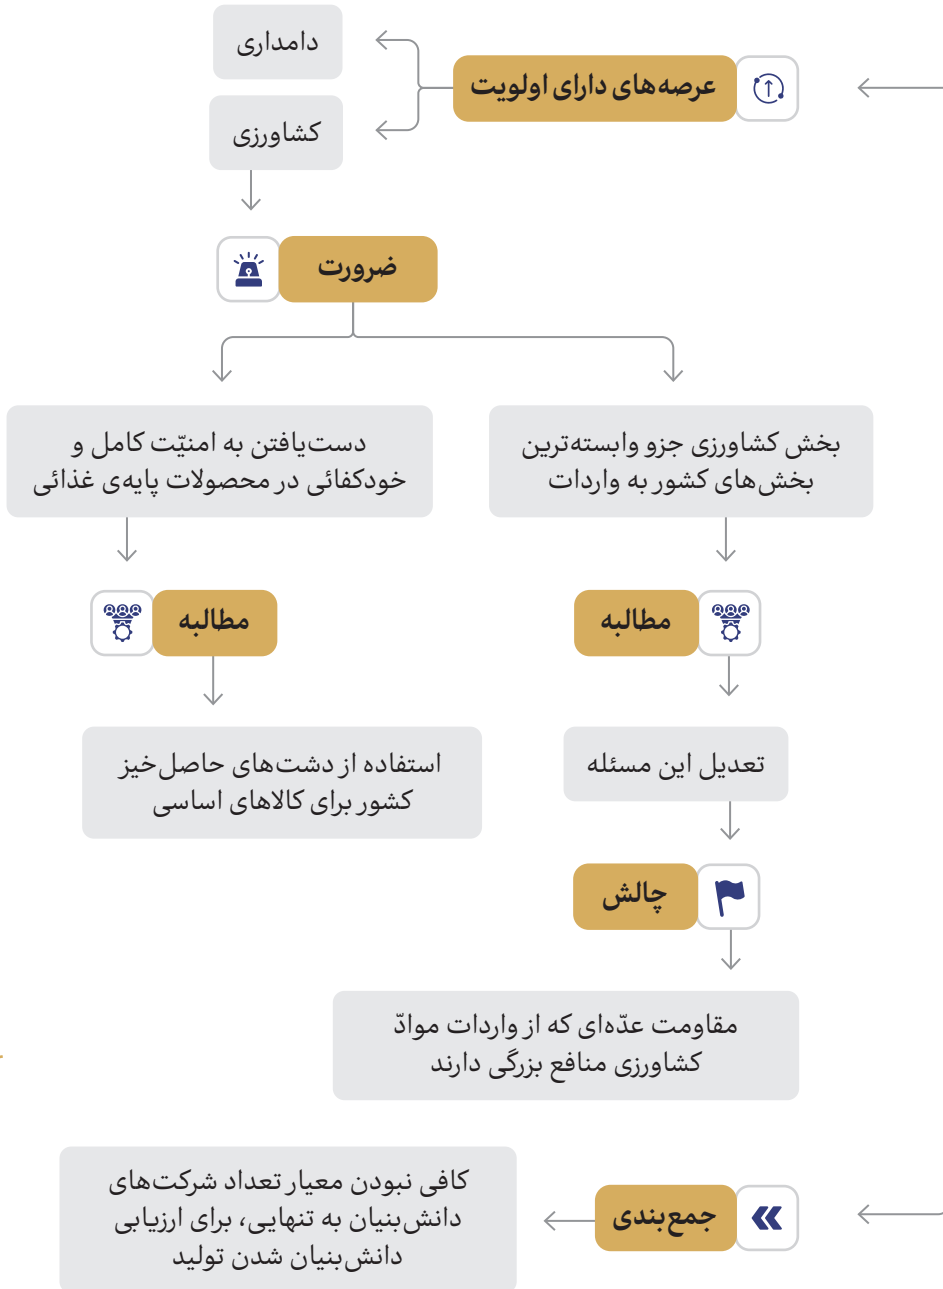 عرصه‌های دارای اولویت
دامداری
کشاورزی
ضرورت
بخش کشاورزی جزو وابسته‌ترین
بخش‌های کشور به واردات
مطالبه
تعدیل این مسئله
چالش
مقاومت عدّه‌ای که از واردات موادّ
کشاورزی منافع بزرگی دارند
دست‌یافتن به امنیّت کامل و
خودکفائی در محصولات پایه‌ی غذائی
مطالبه
استفاده از دشت‌های حاصل‌خیز
کشور برای کالاهای اساسی
جمع‌بندی
کافی نبودن معیار تعداد شرکت‌های
دانش‌بنیان به تنهایی، برای ارزیابی
دانش‌بنیان شدن تولید